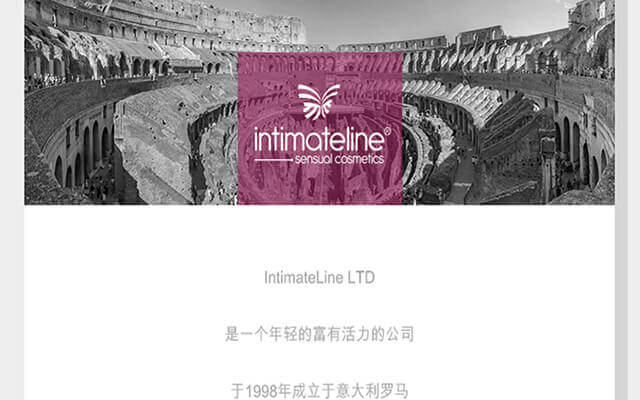 intimateline®
sensual cosmetics
IntimateLine LTD
是一个年轻的富有活力的公司
于1998年成立于意大利罗马